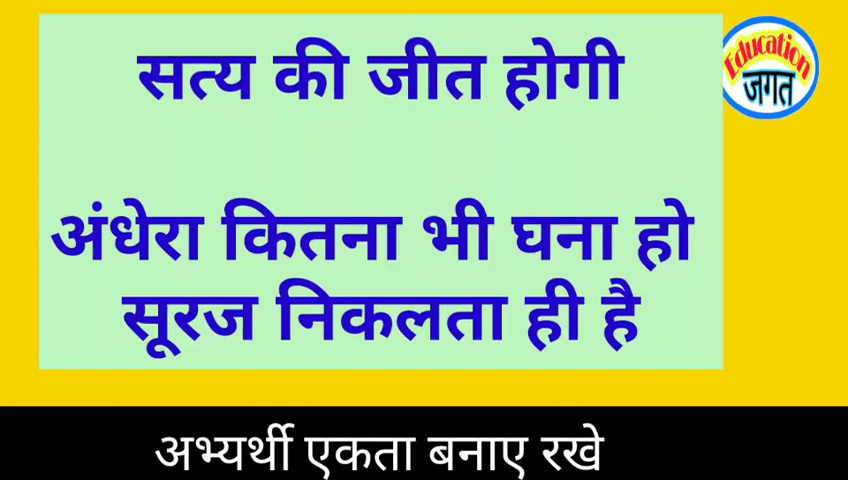 सत्य की जीत होगी
Education
जगत
अंधेरा कितना भी घना हो
सूरज निकलता ही है
अभ्यर्थी एकता बनाए रखे